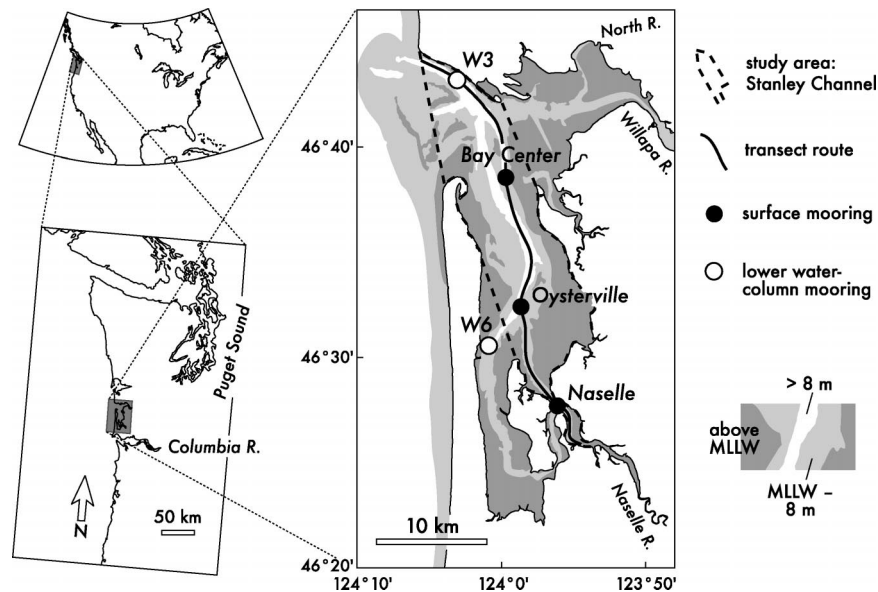 Puget Sound
Columbia R.
N
50 km
46°40'
46°30'
46°20'
124°10'
124°0'
123°50'
W3
North R.
Willapa R.
Bay Center
Oysterville
W6
Naselle
Naselle R.
10 km
study area:
Stanley Channel
transect route
surface mooring
lower water-
column mooring
> 8 m
above
MLLW
MLLW –
8 m